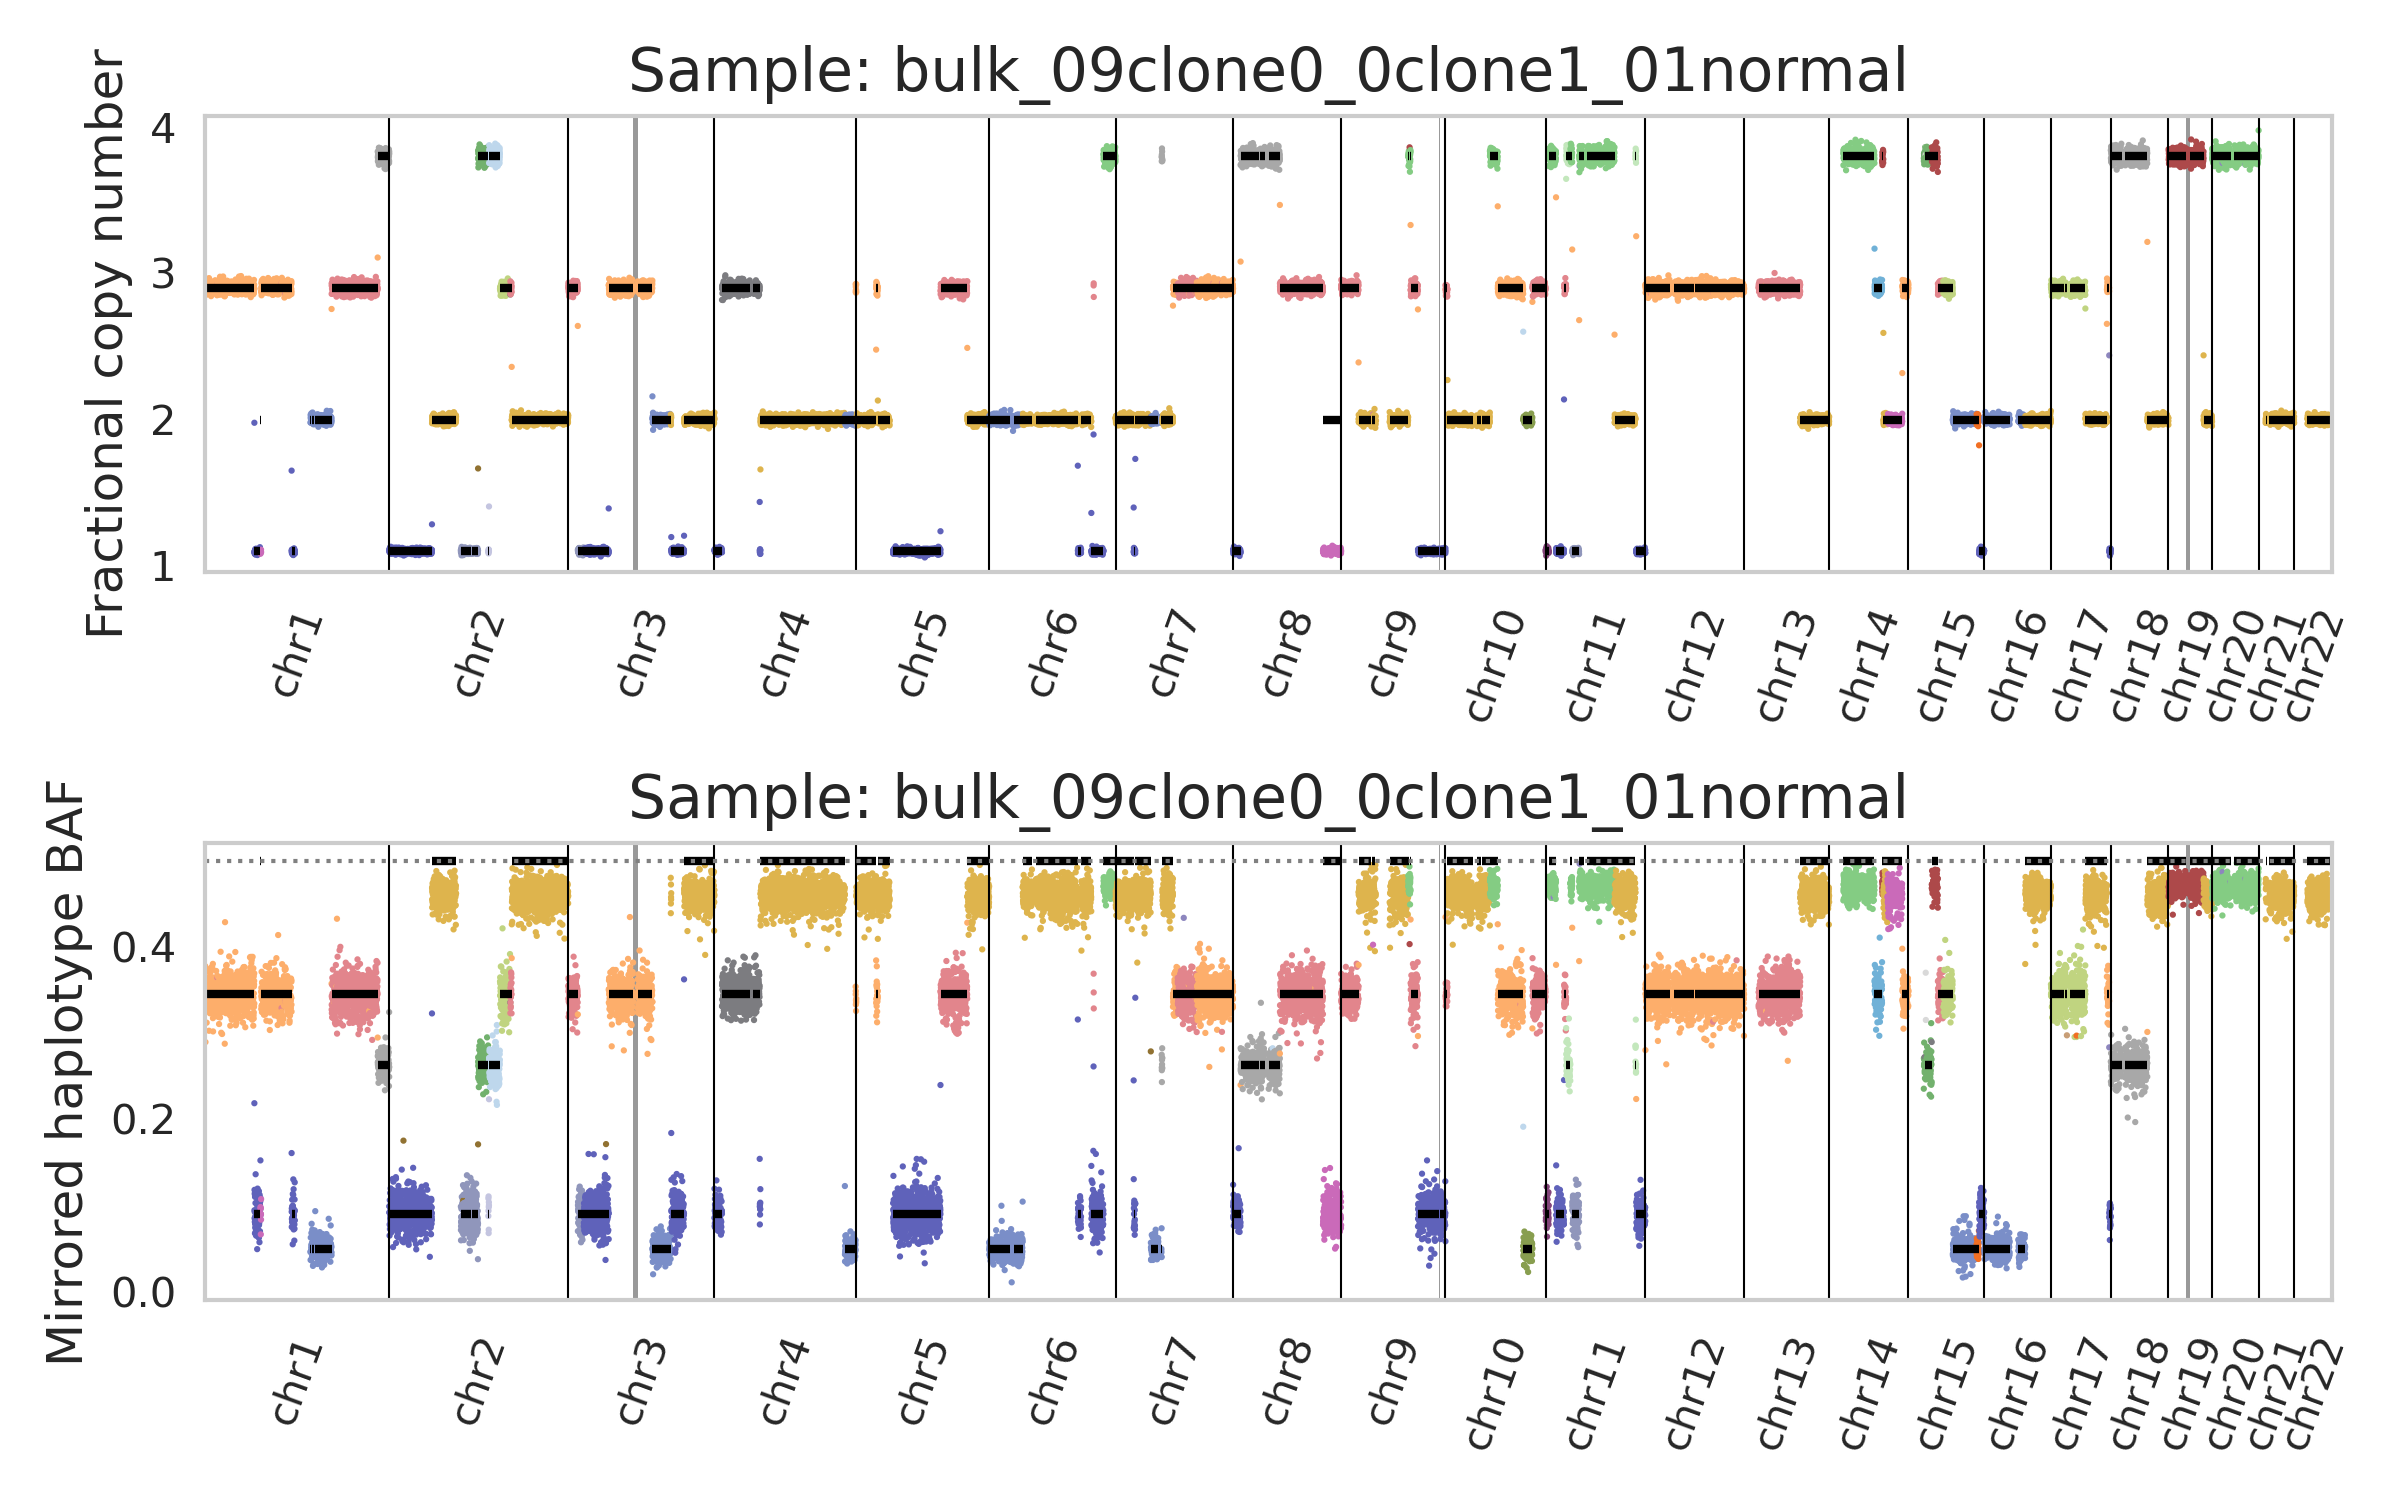 Sample: bulk_09clone0_0clone1_01normal
Fractional copy number
4
3
2
1
chr1
chr2
chr3
chr4
chr5
chr6
chr7
chr8
chr9
chr10
chr11
chr12
chr13
chr14
chr15
chr16
chr17
chr18
chr19
chr20
chr21
chr22
Sample: bulk_09clone0_0clone1_01normal
Mirrored haplotype BAF
0.4
0.2
0.0
chr1
chr2
chr3
chr4
chr5
chr6
chr7
chr8
chr9
chr10
chr11
chr12
chr13
chr14
chr15
chr16
chr17
chr18
chr19
chr20
chr21
chr22